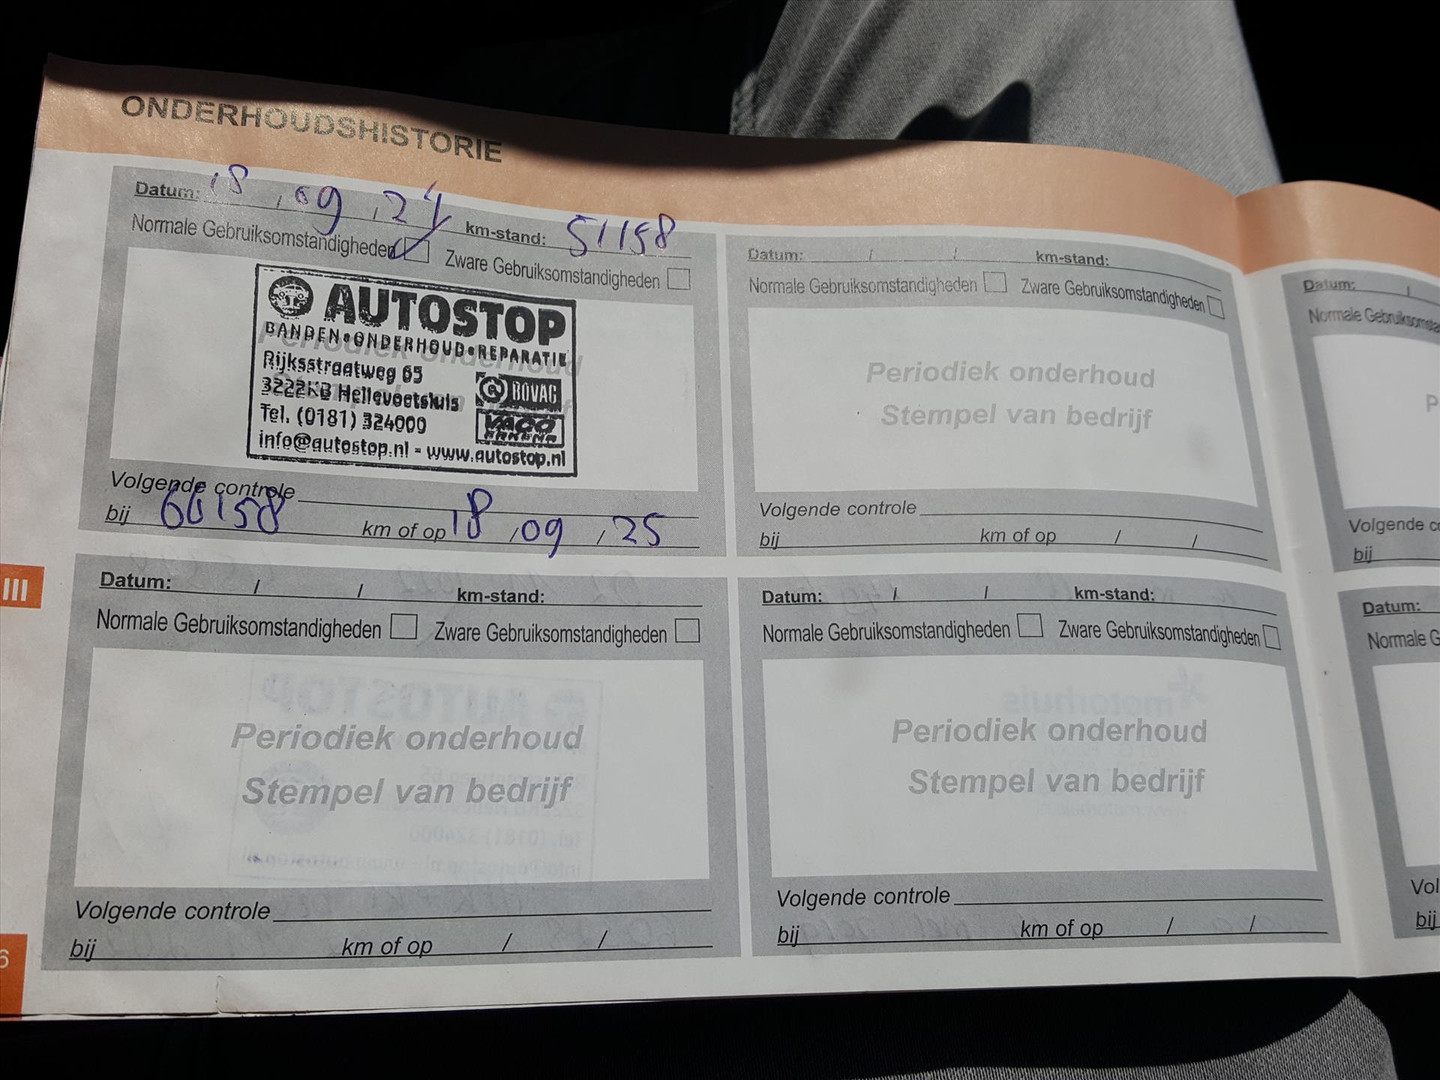 ONDERHOUDSHISTORIE
Datum: 18 / 09 / 24 km-stand: 51158
Normale Gebruiksomstandigheden Zware Gebruiksomstandigheden
AUTOSTOP
BANDEN•ONDERHOUD•REPARATIE
Rijksstraatweg 65
3222KB Hellevoetsluis
BOVAG
Tel. (0181) 324000
VACO
info@autostop.nl - www.autostop.nl
Volgende controle
bij 66158 km of op 18 / 09 / 25
Datum: / / km-stand:
Normale Gebruiksomstandigheden Zware Gebruiksomstandigheden
Periodiek onderhoud
Stempel van bedrijf
Volgende controle
bij km of op / /
III
Datum: / / km-stand:
Normale Gebruiksomstandigheden Zware Gebruiksomstandigheden
Periodiek onderhoud
Stempel van bedrijf
Volgende controle
bij km of op / /
Datum: / / km-stand:
Normale Gebruiksomstandigheden Zware Gebruiksomstandigheden
Periodiek onderhoud
Stempel van bedrijf
Volgende controle
bij km of op / /
6
Datum: /
Normale Gebruiksomsta
P
Volgende c
bij
Datum:
Normale G
Vol
bij